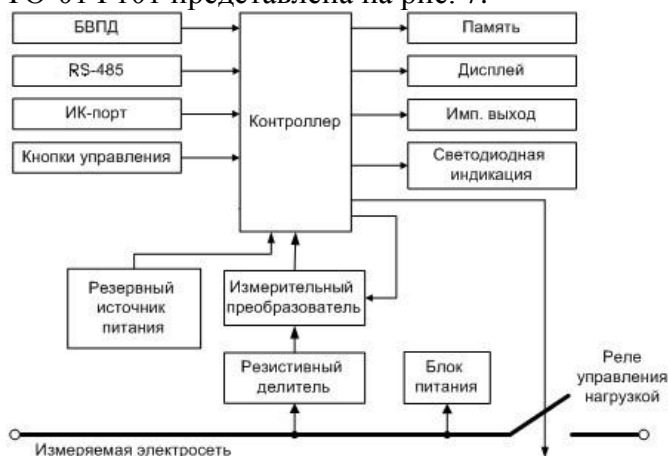 БВПД
RS-485
ИК-порт
Кнопки управления
Контроллер
Память
Дисплей
Имп. выход
Светодиодная
индикация
Резервный
источник
питания
Измерительный
преобразователь
Резистивный
делитель
Блок
питания
Реле
управления
нагрузкой
Измеряемая электросеть